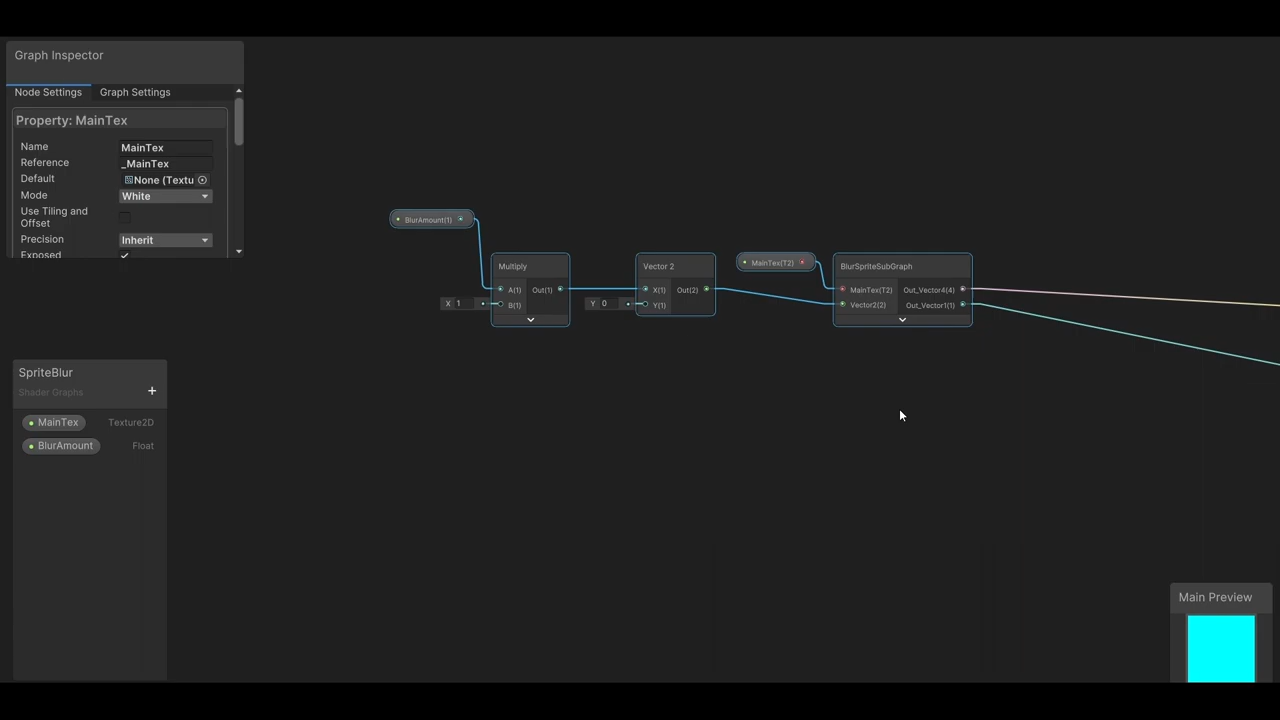 Graph Inspector
Node Settings Graph Settings
Property: MainTex
Name MainTex
Reference _MainTex
Default None (Textu
Mode White
Use Tiling and Offset
Precision Inherit
Exposed
BlurAmount(1)
Multiply
A(1) Out(1)
X 1 B(1)
Vector 2
X(1) Out(2)
Y 0 Y(1)
MainTex(T2)
BlurSpriteSubGraph
MainTex(T2) Out_Vector4(4)
Vector2(2) Out_Vector1(1)
SpriteBlur
Shader Graphs +
MainTex Texture2D
BlurAmount Float
Main Preview